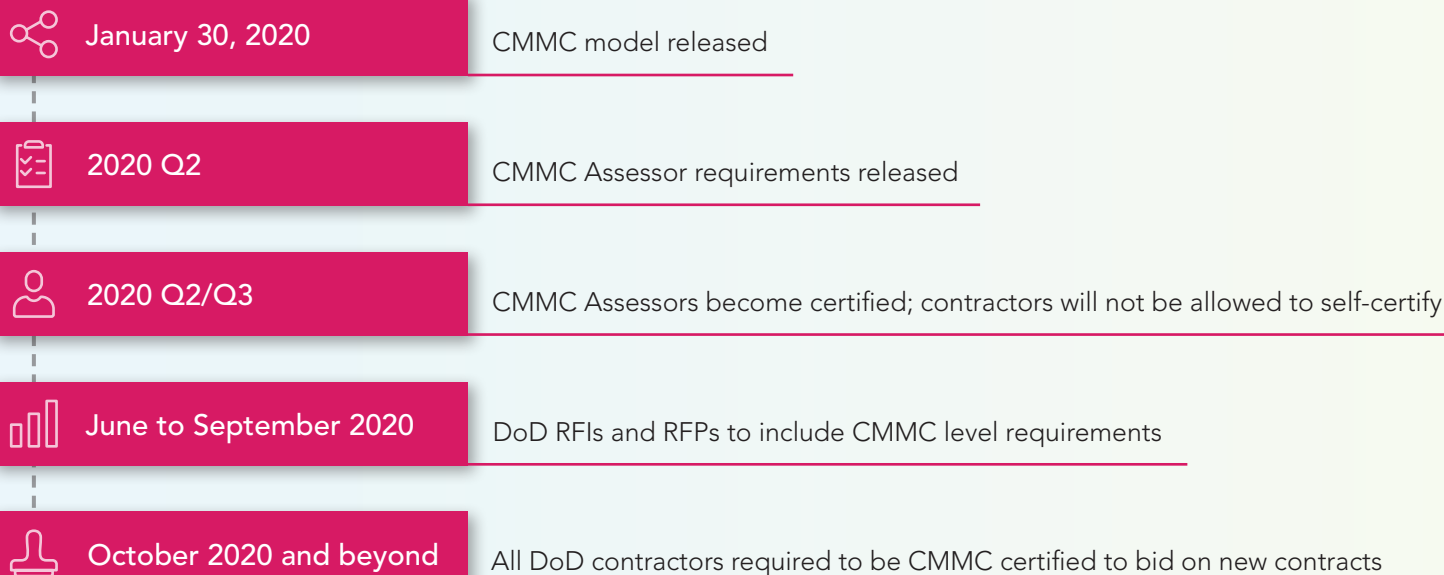 January 30, 2020
CMMC model released
2020 Q2
CMMC Assessor requirements released
2020 Q2/Q3
CMMC Assessors become certified; contractors will not be allowed to self-certify
June to September 2020
DoD RFIs and RFPs to include CMMC level requirements
October 2020 and beyond
All DoD contractors required to be CMMC certified to bid on new contracts